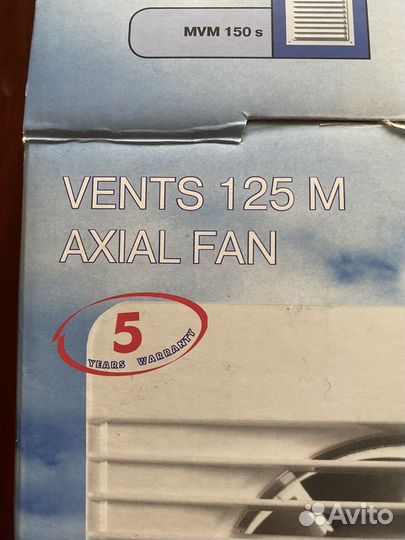 MVM 150 s
VENTS 125 M
AXIAL FAN
5
YEARS WARRANTY
Avito